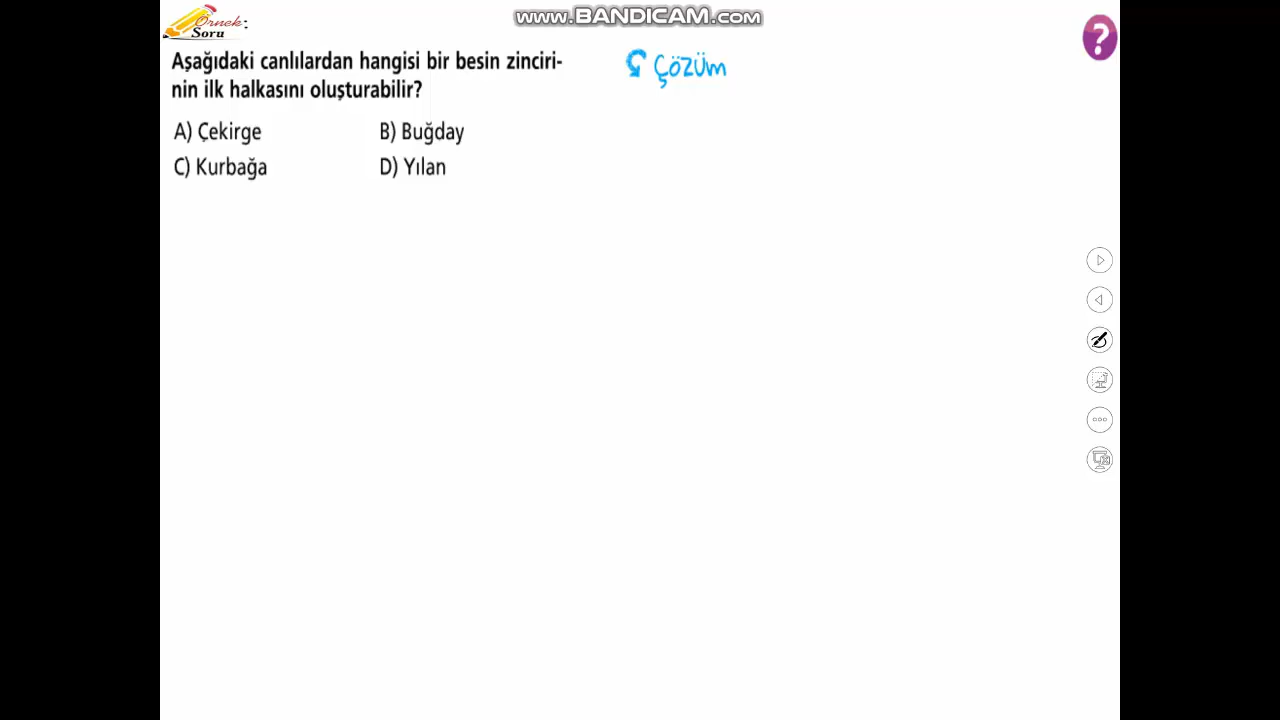 www.BANDICAM.com
Örnek
Soru :
?
Aşağıdaki canlılardan hangisi bir besin zinciri-
nin ilk halkasını oluşturabilir?
A) Çekirge B) Buğday
C) Kurbağa D) Yılan
Çözüm